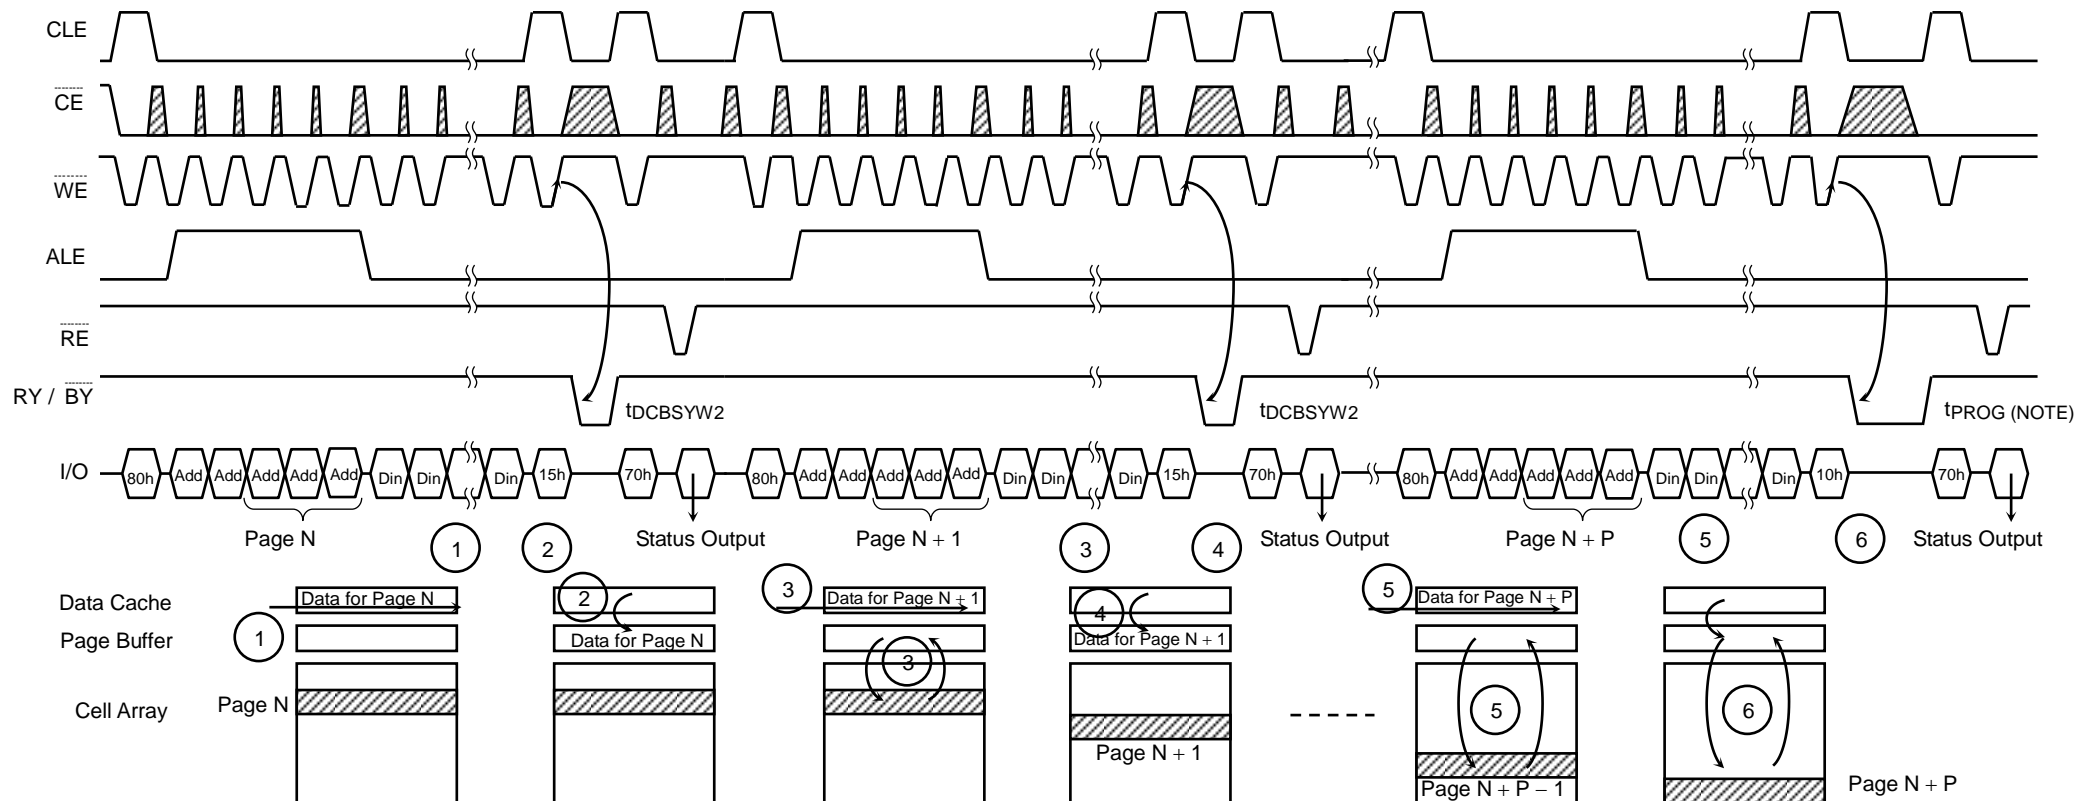 CLE
CE
WE
ALE
RE
RY / BY
tDCBSYW2 tDCBSYW2 tPROG (NOTE)
I/O 80h Add Add Add Add Add Din Din Din 15h 70h 80h Add Add Add Add Add Din Din Din 15h 70h 80h Add Add Add Add Add Din Din Din 10h 70h
Page N 1 2 Status Output Page N + 1 3 4 Status Output Page N + P 5 6 Status Output
Data Cache Data for Page N 2 3 Data for Page N + 1 4 5 Data for Page N + P
Page Buffer 1 Data for Page N 3 Data for Page N + 1
Cell Array Page N 5 6
Page N + 1
Page N + P − 1 Page N + P